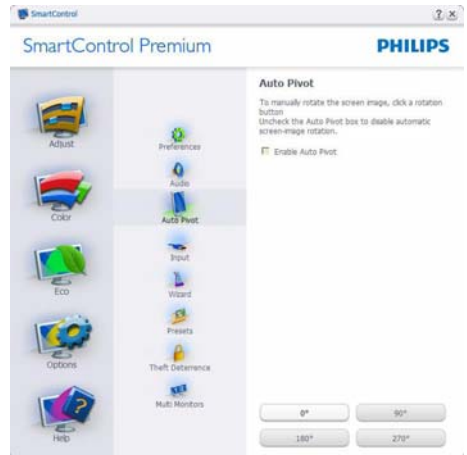 SmartControl
? X
SmartControl Premium
PHILIPS
Adjust
Color
Eco
Options
Help
Preferences
Audio
Auto Pivot
Input
Wizard
Presets
Theft Deterrence
Multi Monitors
Auto Pivot
To manually rotate the screen image, click a rotation
button
Uncheck the Auto Pivot box to disable automatic
screen-image rotation.
Enable Auto Pivot
0°
90°
180°
270°